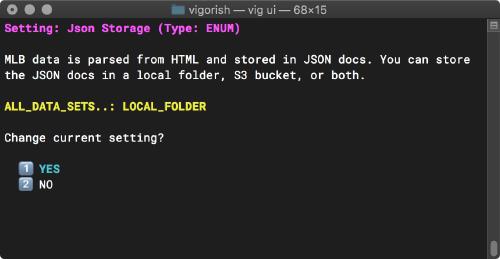 vigorish — vig ui — 68×15
Setting: Json Storage (Type: ENUM)
MLB data is parsed from HTML and stored in JSON docs. You can store
the JSON docs in a local folder, S3 bucket, or both.
ALL_DATA_SETS..: LOCAL_FOLDER
Change current setting?
1 YES
2 NO